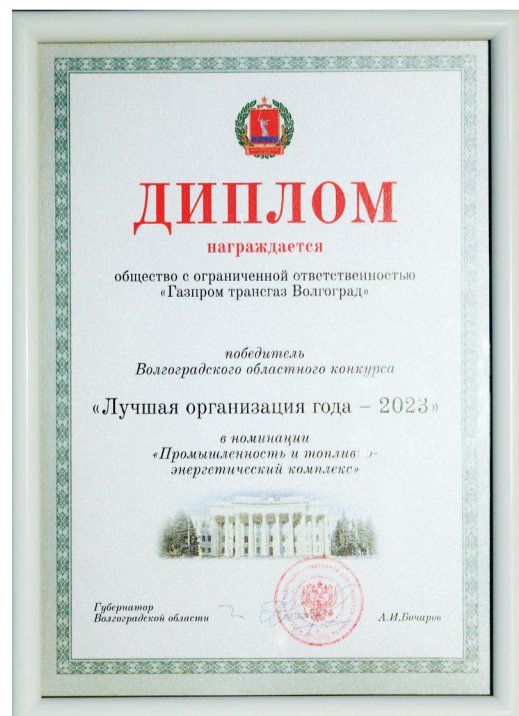 ДИПЛОМ
награждается
общество с ограниченной ответственностью
«Газпром трансгаз Волгоград»
победитель
Волгоградского областного конкурса
«Лучшая организация года – 2023»
в номинации
«Промышленность и топливо-
энергетический комплекс»
Губернатор
Волгоградской области
А.И.Бочаров